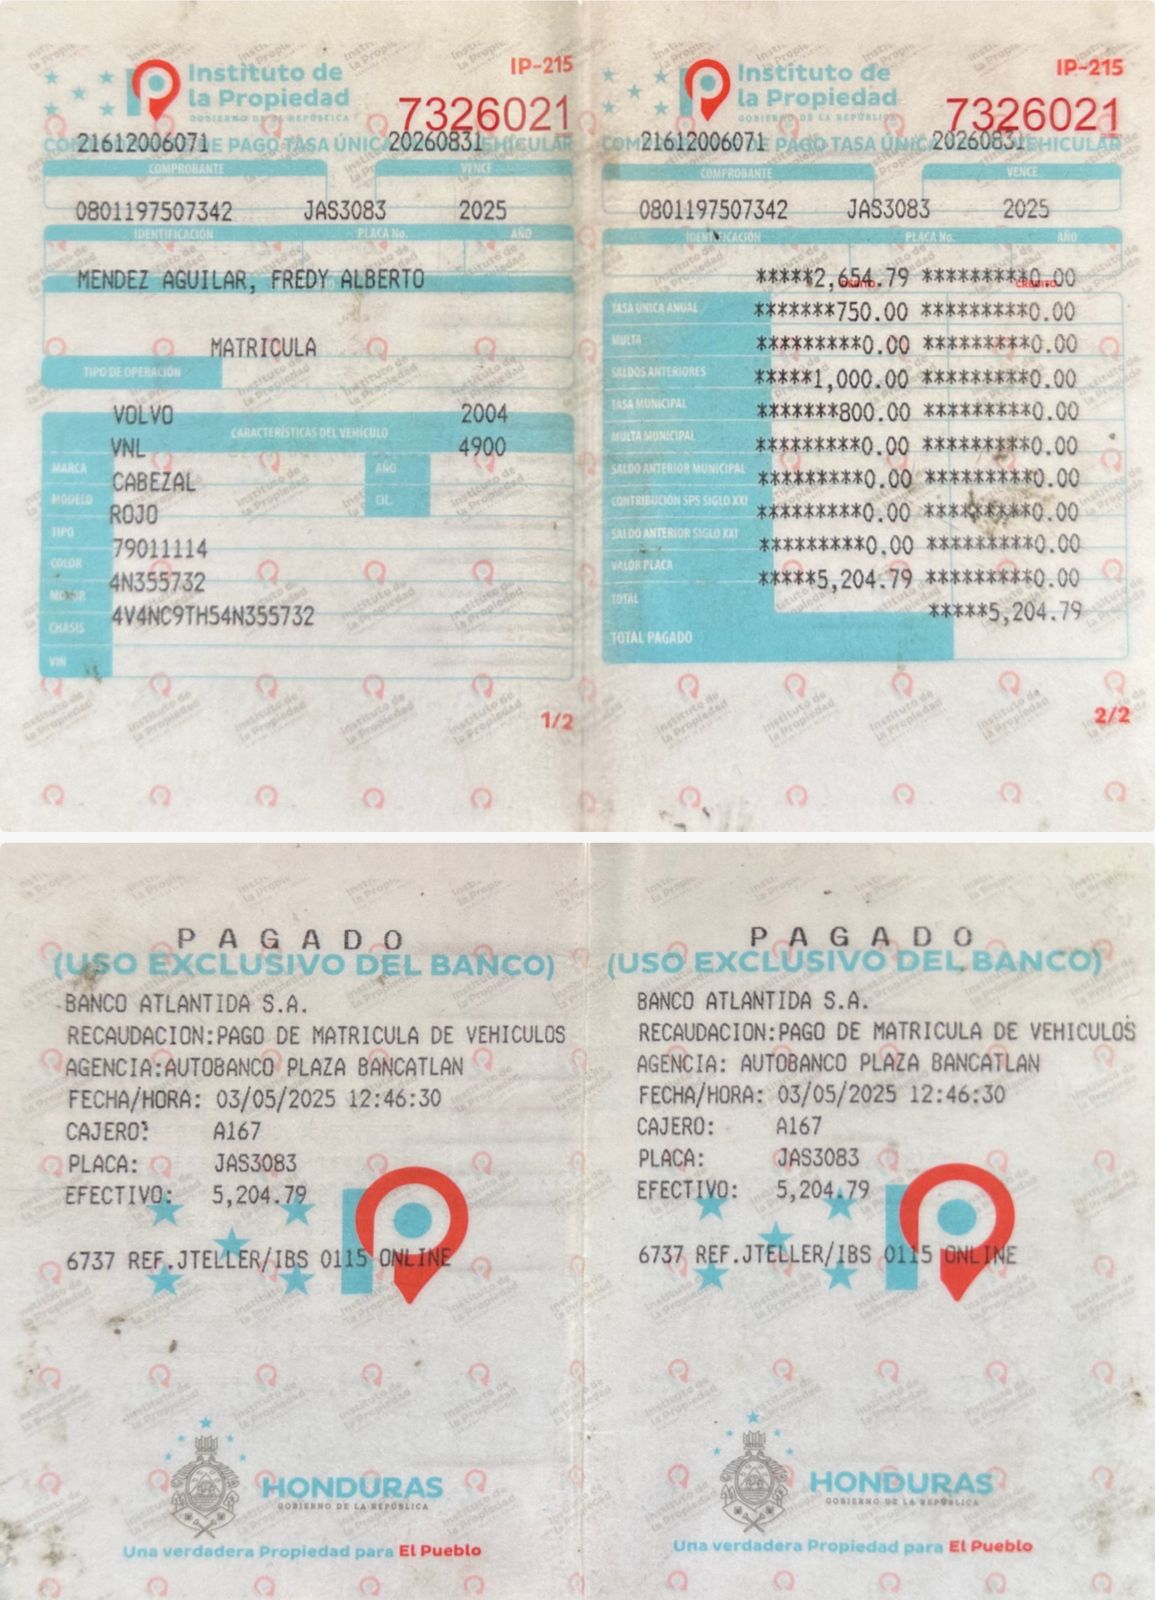 Instituto de
la Propiedad
GOBIERNO DE LA REPÚBLICA
IP-215
7326021
21612006071 20260831
PAGO TASA ÚNICA VEHICULAR
COMPROBANTE VENCE
0801197507342 JAS3083 2025
IDENTIFICACIÓN PLACA No. AÑO
MENDEZ AGUILAR, FREDY ALBERTO
MATRICULA
TIPO DE OPERACIÓN
VOLVO 2004
CARACTERÍSTICAS DEL VEHÍCULO
VNL 4900
MARCA AÑO
CABEZAL
MODELO CIL.
ROJO
TIPO
79011114
COLOR
4N355732
MOTOR
4V4NC9TH54N355732
CHASIS
VIN
1/2
Instituto de
la Propiedad
GOBIERNO DE LA REPÚBLICA
IP-215
7326021
21612006071 20260831
DE PAGO TASA ÚNICA VEHICULAR
COMPROBANTE VENCE
0801197507342 JAS3083 2025
IDENTIFICACIÓN PLACA No. AÑO
*****2,654.79 *********0.00
DEBITO CREDITO
TASA ÚNICA ANUAL *******750.00 *********0.00
MULTA *********0.00 *********0.00
SALDOS ANTERIORES *****1,000.00 *********0.00
TASA MUNICIPAL *******800.00 *********0.00
MULTA MUNICIPAL *********0.00 *********0.00
SALDO ANTERIOR MUNICIPAL *********0.00 *********0.00
CONTRIBUCIÓN SPS SIGLO XXI *********0.00 *********0.00
SALDO ANTERIOR SIGLO XXI *********0.00 *********0.00
VALOR PLACA *****5,204.79 *********0.00
TOTAL *****5,204.79
TOTAL PAGADO
2/2
PAGADO
(USO EXCLUSIVO DEL BANCO)
BANCO ATLANTIDA S.A.
RECAUDACION:PAGO DE MATRICULA DE VEHICULOS
AGENCIA:AUTOBANCO PLAZA BANCATLAN
FECHA/HORA: 03/05/2025 12:46:30
CAJERO: A167
PLACA: JAS3083
EFECTIVO: 5,204.79
6737 REF.JTELLER/IBS 0115 ONLINE
HONDURAS
GOBIERNO DE LA REPÚBLICA
Una verdadera Propiedad para El Pueblo
PAGADO
(USO EXCLUSIVO DEL BANCO)
BANCO ATLANTIDA S.A.
RECAUDACION:PAGO DE MATRICULA DE VEHICULOS
AGENCIA: AUTOBANCO PLAZA BANCATLAN
FECHA/HORA: 03/05/2025 12:46:30
CAJERO: A167
PLACA: JAS3083
EFECTIVO: 5,204.79
6737 REF.JTELLER/IBS 0115 ONLINE
HONDURAS
GOBIERNO DE LA REPÚBLICA
Una verdadera Propiedad para El Pueblo